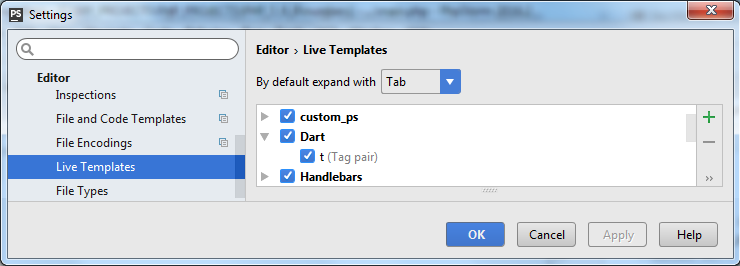 PS Settings
Editor
Inspections
File and Code Templates
File Encodings
Live Templates
File Types
Editor › Live Templates
By default expand with Tab
custom_ps
Dart
t (Tag pair)
Handlebars
OK Cancel Apply Help